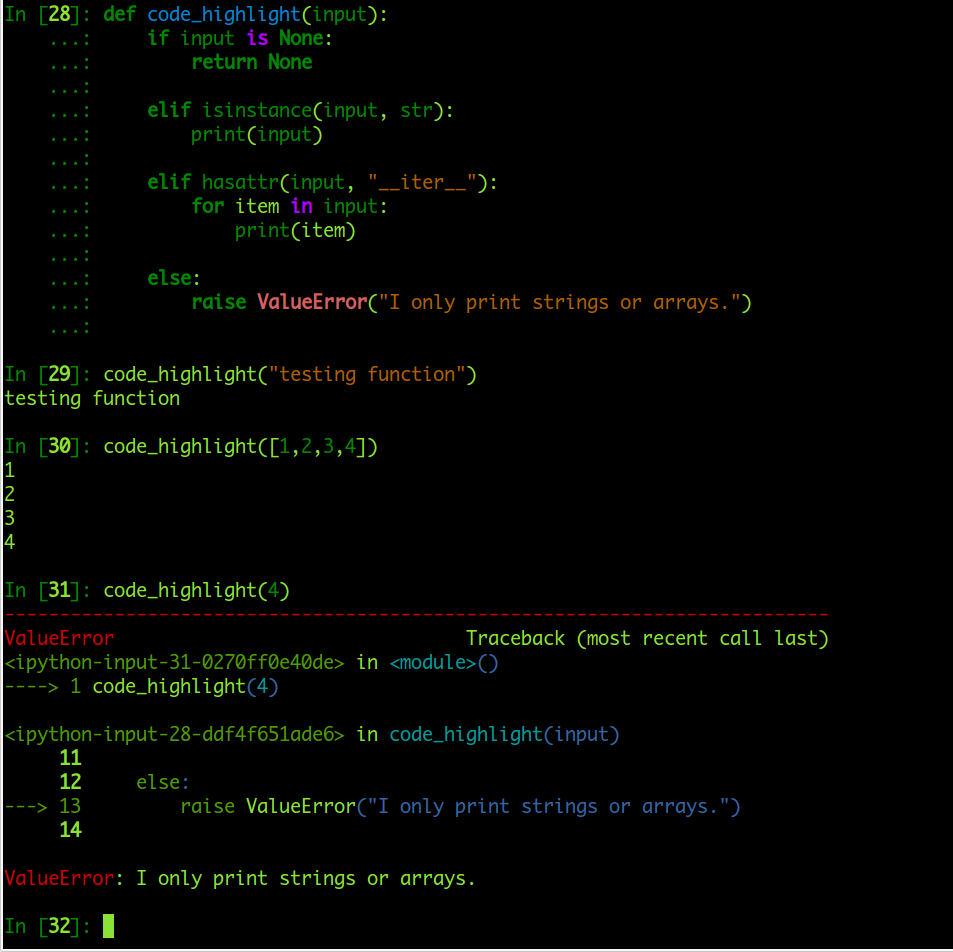 In [28]: def code_highlight(input):
    ...:     if input is None:
    ...:         return None
    ...:
    ...:     elif isinstance(input, str):
    ...:         print(input)
    ...:
    ...:     elif hasattr(input, "__iter__"):
    ...:         for item in input:
    ...:             print(item)
    ...:
    ...:     else:
    ...:         raise ValueError("I only print strings or arrays.")
    ...:

In [29]: code_highlight("testing function")
testing function

In [30]: code_highlight([1,2,3,4])
1
2
3
4

In [31]: code_highlight(4)
---------------------------------------------------------------------------
ValueError                                Traceback (most recent call last)
<ipython-input-31-0270ff0e40de> in <module>()
----> 1 code_highlight(4)

<ipython-input-28-ddf4f651ade6> in code_highlight(input)
     11
     12     else:
---> 13         raise ValueError("I only print strings or arrays.")
     14

ValueError: I only print strings or arrays.

In [32]: